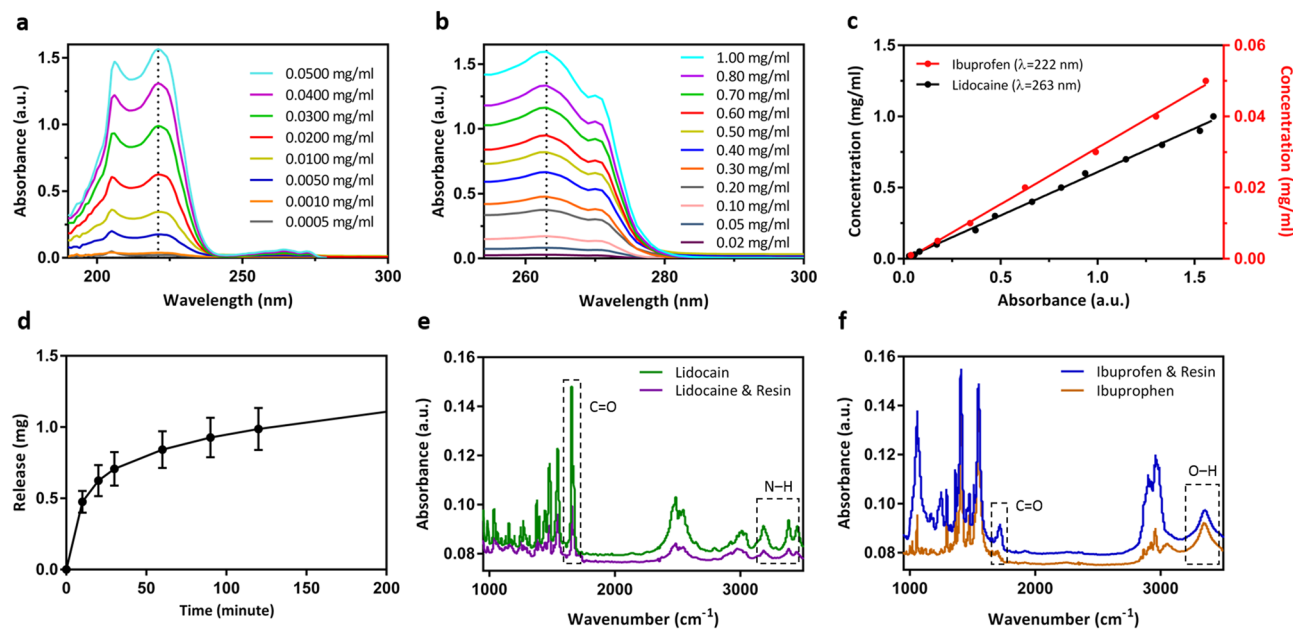 a
1.5
1.0
0.5
0.0
Absorbance (a.u.)
200
250
300
Wavelength (nm)
0.0500 mg/ml
0.0400 mg/ml
0.0300 mg/ml
0.0200 mg/ml
0.0100 mg/ml
0.0050 mg/ml
0.0010 mg/ml
0.0005 mg/ml
b
2.0
1.5
1.0
0.5
0.0
Absorbance (a.u.)
260
280
300
Wavelength (nm)
1.00 mg/ml
0.80 mg/ml
0.70 mg/ml
0.60 mg/ml
0.50 mg/ml
0.40 mg/ml
0.30 mg/ml
0.20 mg/ml
0.10 mg/ml
0.05 mg/ml
0.02 mg/ml
c
1.5
1.0
0.5
0.0
Concentration (mg/ml)
0.0
0.5
1.0
1.5
Absorbance (a.u.)
Ibuprofen (λ=222 nm)
Lidocaine (λ=263 nm)
0.06
0.04
0.02
0.00
Concentration (mg/ml)
d
1.5
1.0
0.5
0.0
Release (mg)
0
50
100
150
200
Time (minute)
e
0.16
0.14
0.12
0.10
0.08
Absorbance (a.u.)
1000
2000
3000
Wavenumber (cm⁻¹)
Lidocain
Lidocaine & Resin
C=O
N–H
f
0.16
0.14
0.12
0.10
0.08
Absorbance (a.u.)
1000
2000
3000
Wavenumber (cm⁻¹)
Ibuprofen & Resin
Ibuprophen
C=O
O–H